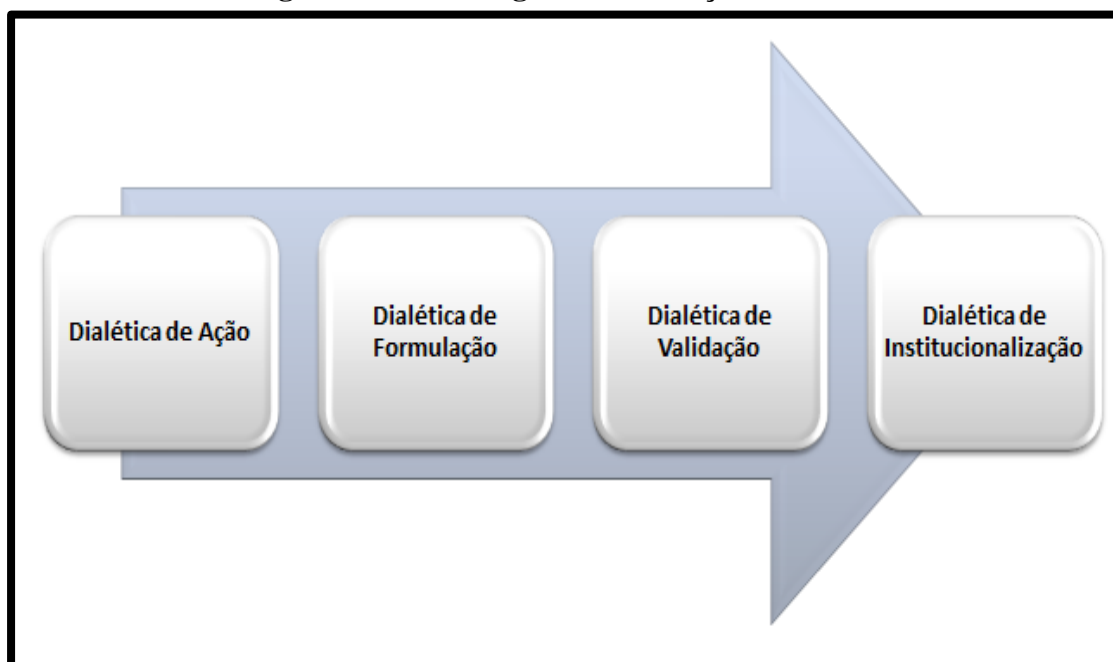 Dialética de Ação
Dialética de
Formulação
Dialética de
Validação
Dialética de
Institucionalização